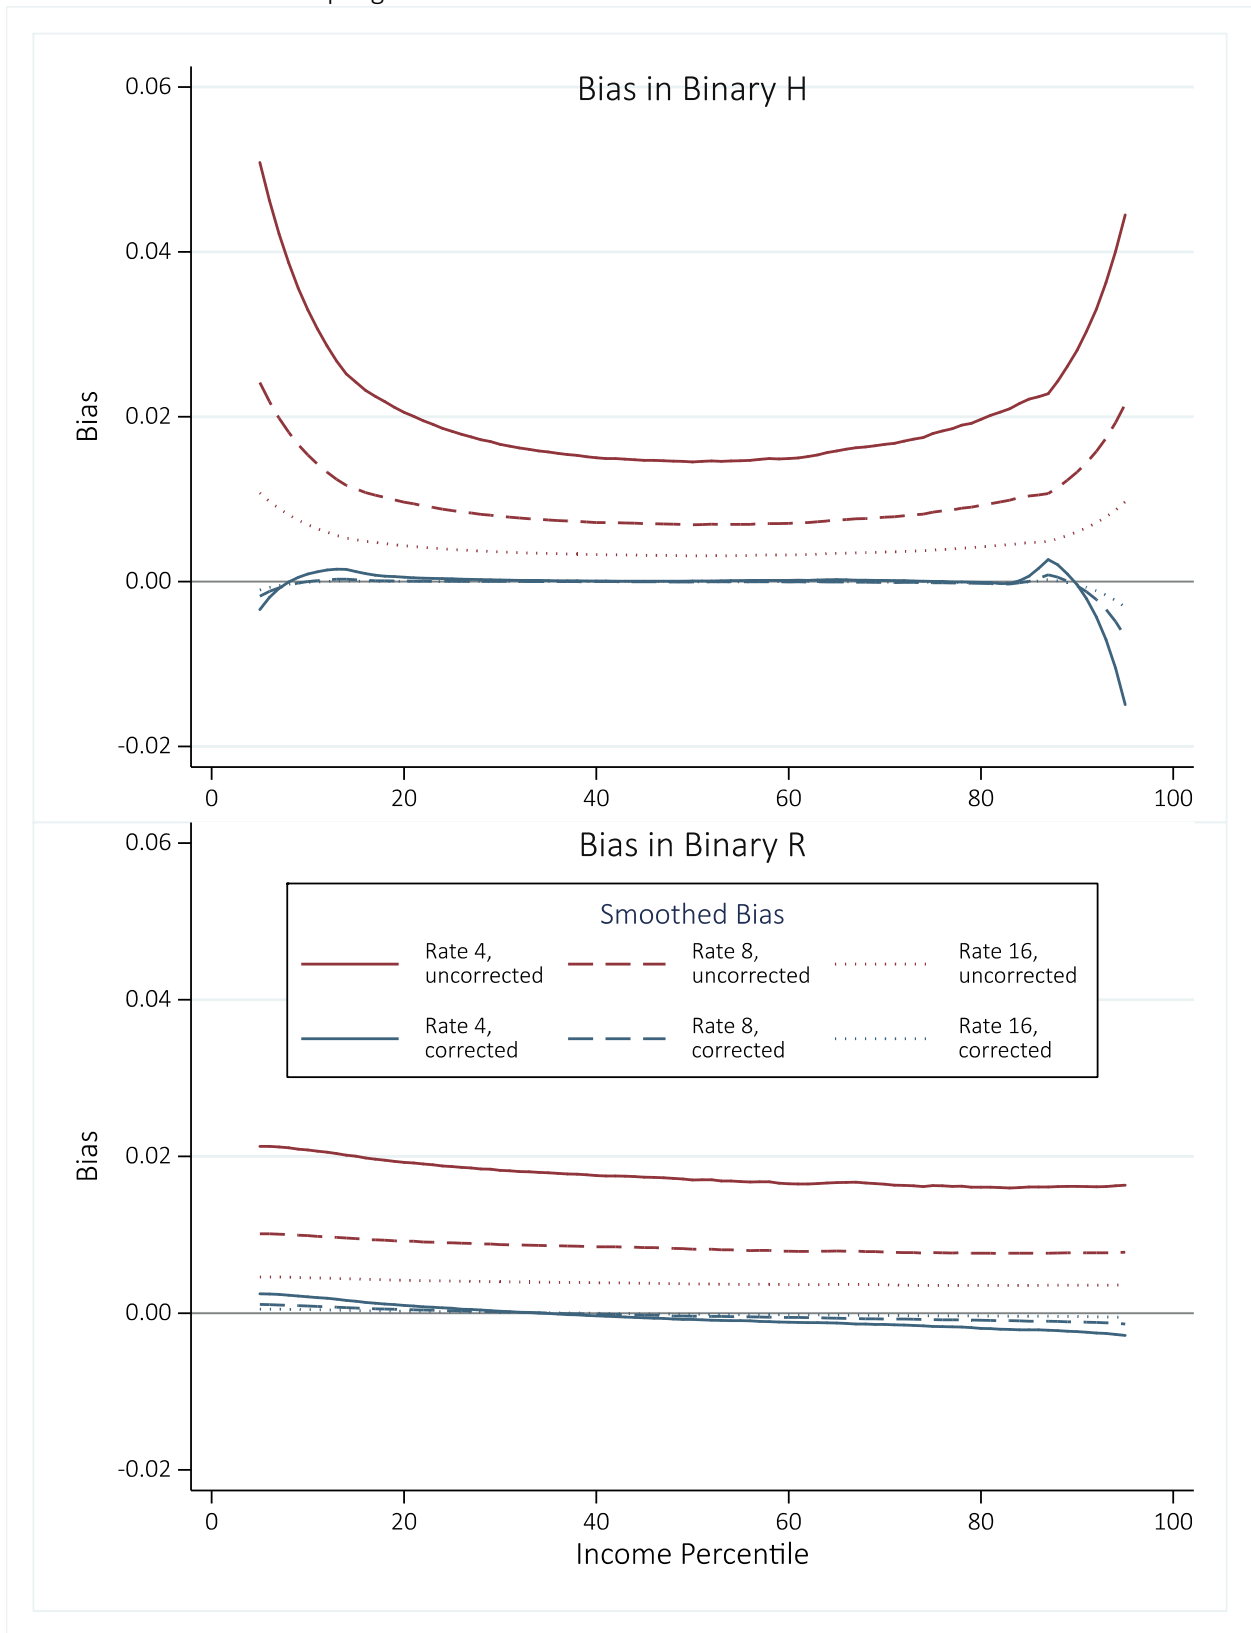 Bias in Binary H
0.06
0.04
0.02
0.00
-0.02
Bias
0 20 40 60 80 100
Bias in Binary R
0.06
0.04
0.02
0.00
-0.02
Bias
Smoothed Bias
Rate 4, Rate 8, Rate 16,
uncorrected uncorrected uncorrected
Rate 4, Rate 8, Rate 16,
corrected corrected corrected
0 20 40 60 80 100
Income Percentile